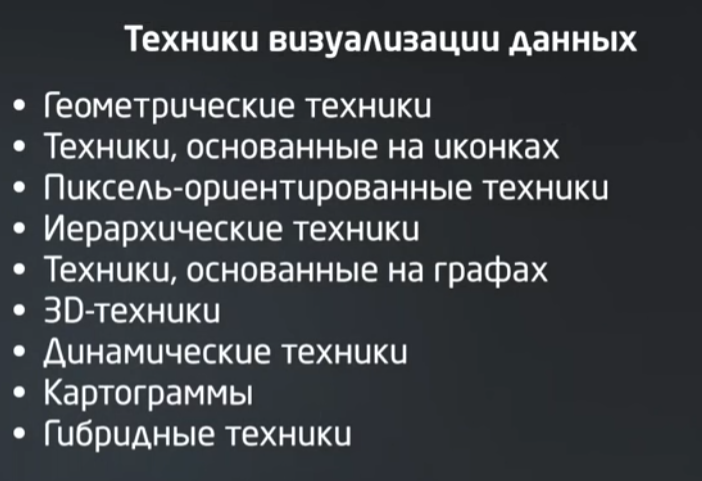 Техники визуализации данных
• Геометрические техники
• Техники, основанные на иконках
• Пиксель-ориентированные техники
• Иерархические техники
• Техники, основанные на графах
• 3D-техники
• Динамические техники
• Картограммы
• Гибридные техники